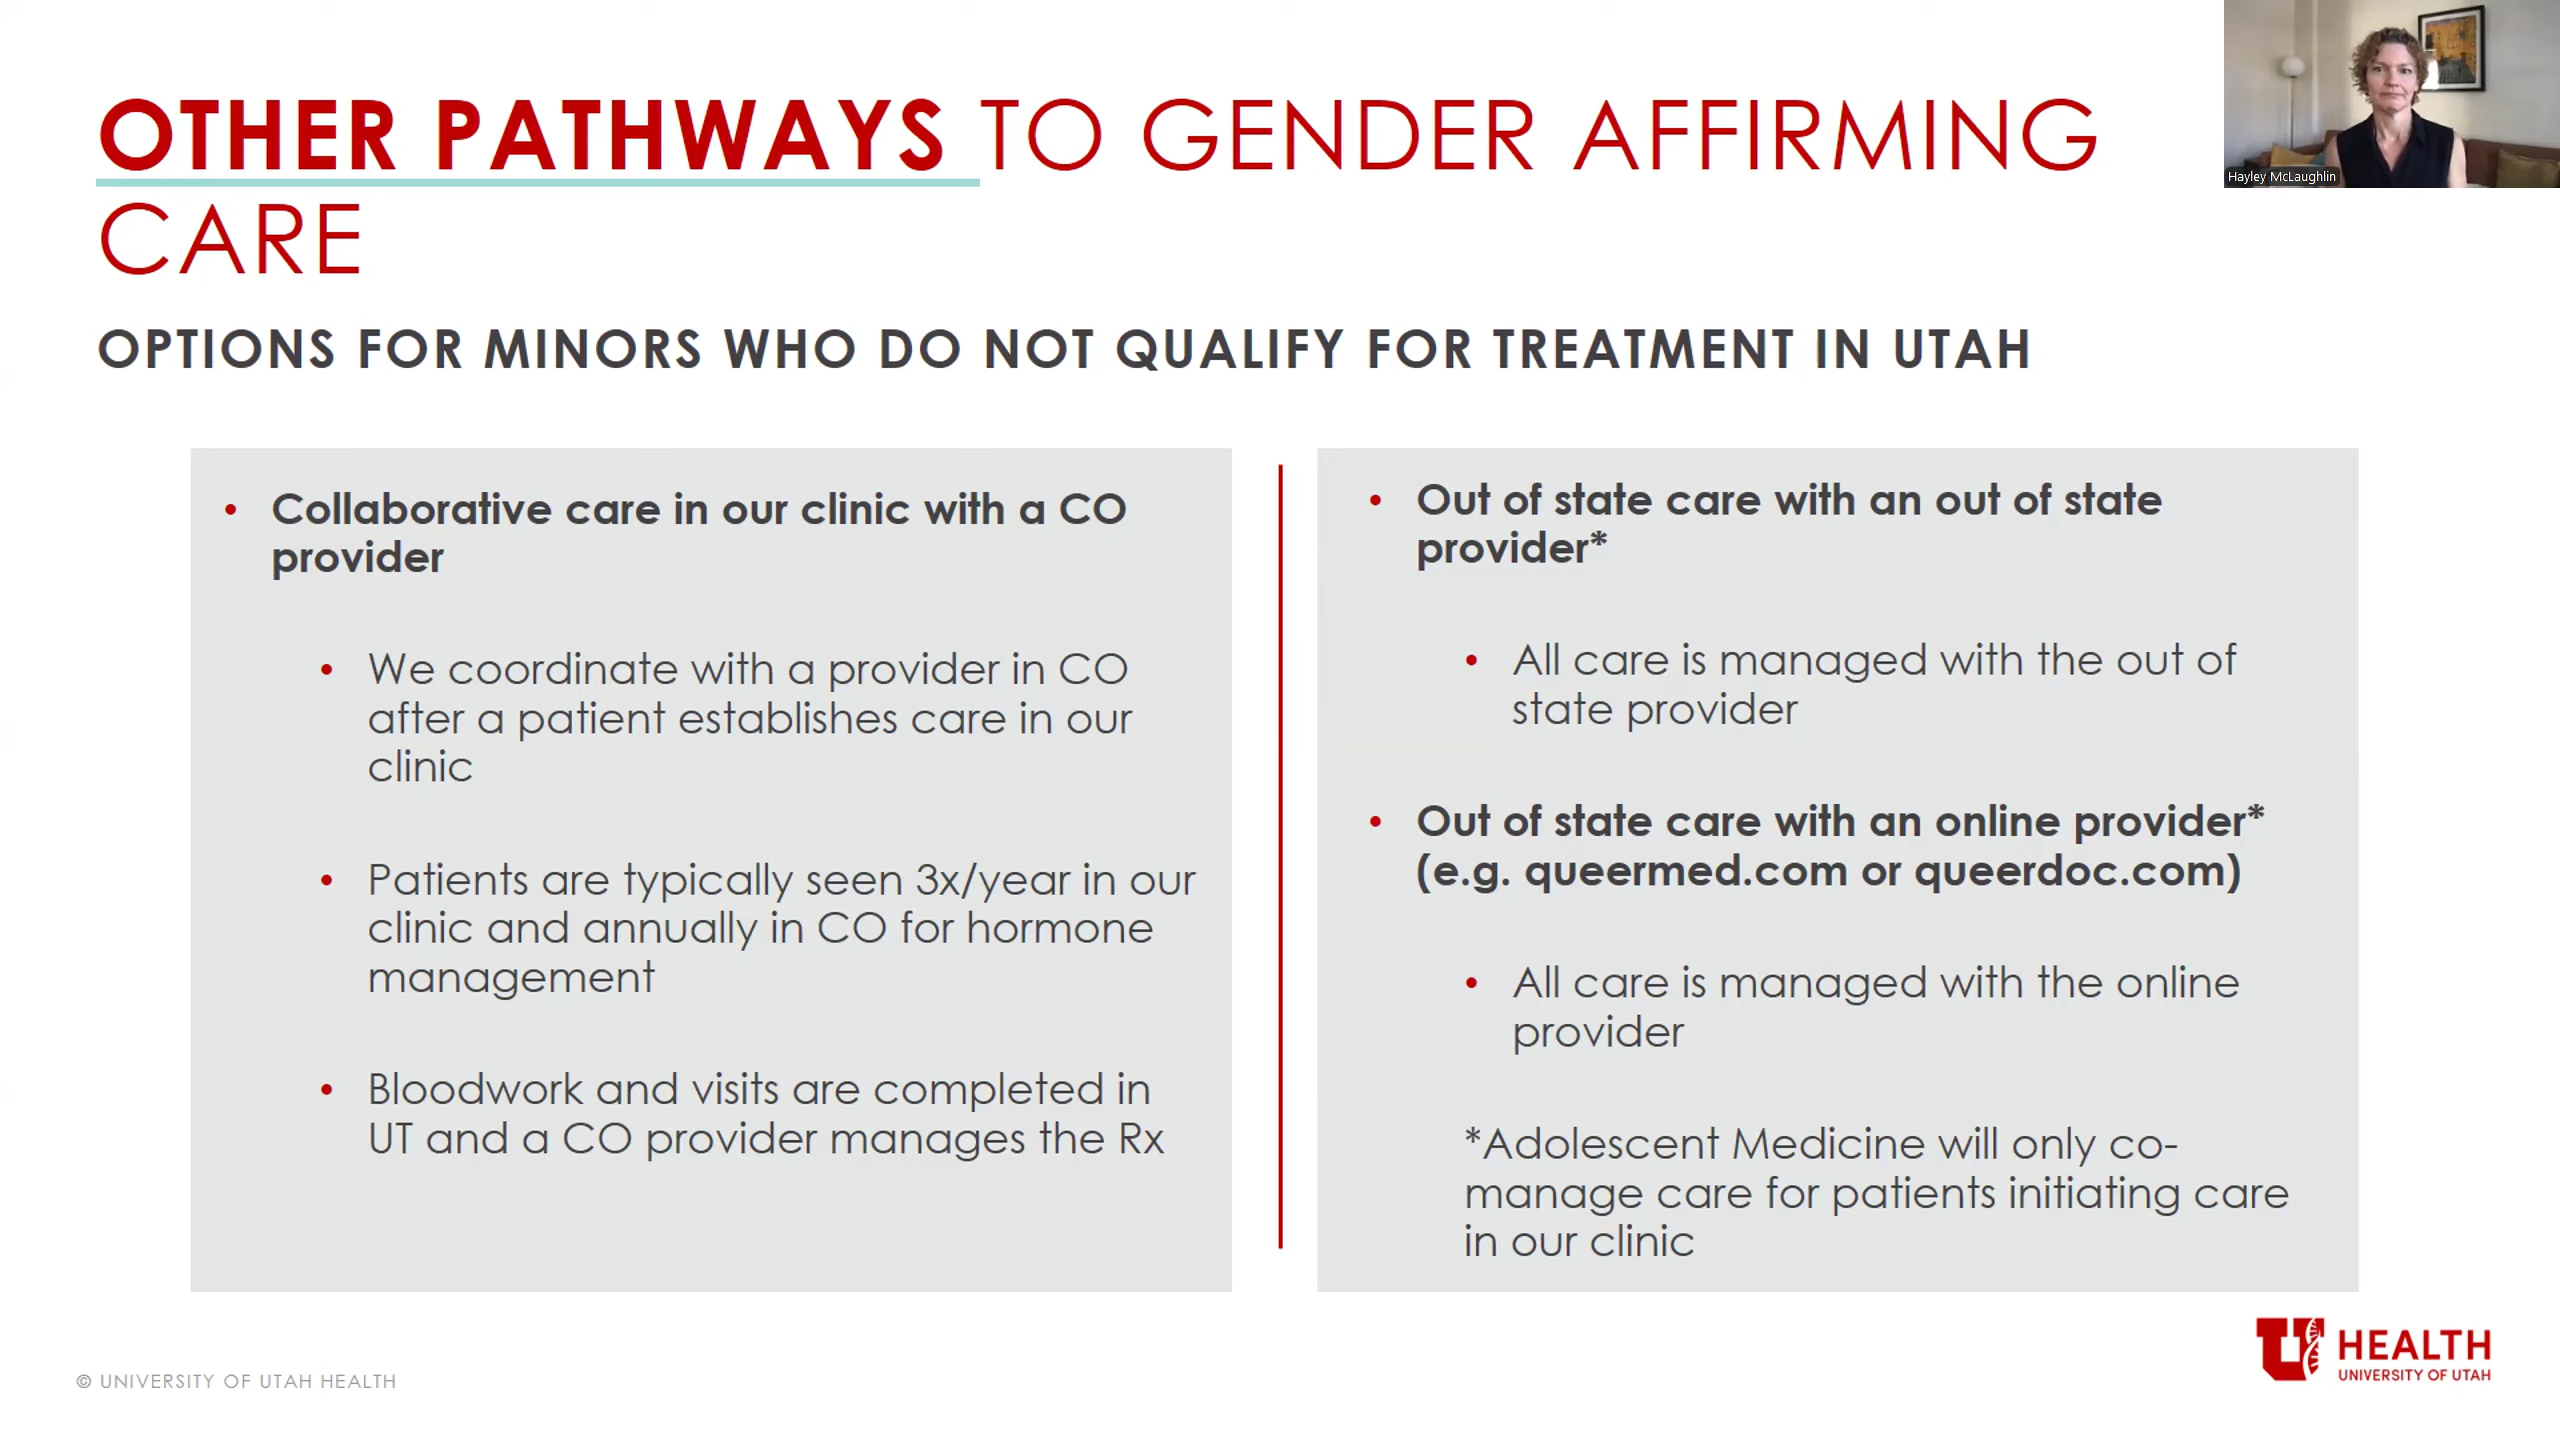 OTHER PATHWAYS TO GENDER AFFIRMING
CARE
Hayley McLaughlin
OPTIONS FOR MINORS WHO DO NOT QUALIFY FOR TREATMENT IN UTAH
• Collaborative care in our clinic with a CO
provider
• We coordinate with a provider in CO
after a patient establishes care in our
clinic
• Patients are typically seen 3x/year in our
clinic and annually in CO for hormone
management
• Bloodwork and visits are completed in
UT and a CO provider manages the Rx
• Out of state care with an out of state
provider*
• All care is managed with the out of
state provider
• Out of state care with an online provider*
(e.g. queermed.com or queerdoc.com)
• All care is managed with the online
provider
*Adolescent Medicine will only co-
manage care for patients initiating care
in our clinic
© UNIVERSITY OF UTAH HEALTH
U HEALTH
UNIVERSITY OF UTAH